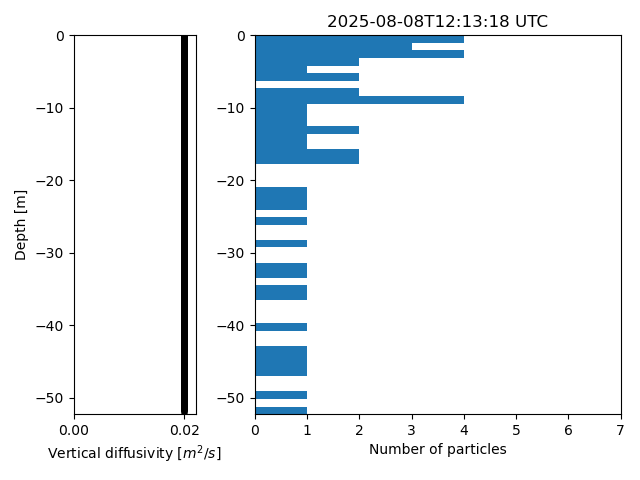 2025-08-08T12:13:18 UTC
Depth [m]
0
−10
−20
−30
−40
−50
0.00 0.02
Vertical diffusivity [m²/s]
0
−10
−20
−30
−40
−50
0 1 2 3 4 5 6 7
Number of particles